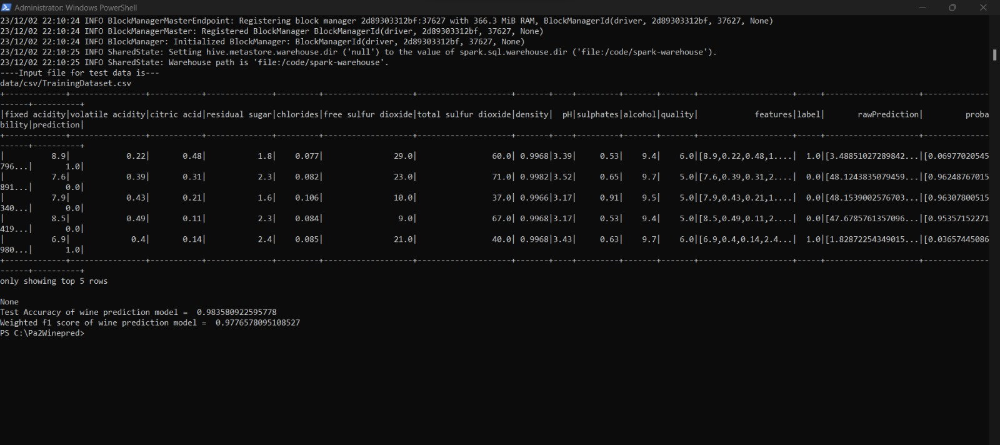 Administrator: Windows PowerShell
23/12/02 22:10:24 INFO BlockManagerMasterEndpoint: Registering block manager 2d89303312bf:37627 with 366.3 MiB RAM, BlockManagerId(driver, 2d89303312bf, 37627, None)
23/12/02 22:10:24 INFO BlockManagerMaster: Registered BlockManager BlockManagerId(driver, 2d89303312bf, 37627, None)
23/12/02 22:10:24 INFO BlockManager: Initialized BlockManager: BlockManagerId(driver, 2d89303312bf, 37627, None)
23/12/02 22:10:25 INFO SharedState: Setting hive.metastore.warehouse.dir ('null') to the value of spark.sql.warehouse.dir ('file:/code/spark-warehouse').
23/12/02 22:10:25 INFO SharedState: Warehouse path is 'file:/code/spark-warehouse'.
----Input file for test data is---
data/csv/TrainingDataset.csv
+-------------+----------------+-----------+--------------+---------+-------------------+--------------------+-------+----+---------+-------+-------+--------------------+-----+--------------------+--------------
------+----------+
|fixed acidity|volatile acidity|citric acid|residual sugar|chlorides|free sulfur dioxide|total sulfur dioxide|density|  pH|sulphates|alcohol|quality|            features|label|       rawPrediction|         proba
bility|prediction|
+-------------+----------------+-----------+--------------+---------+-------------------+--------------------+-------+----+---------+-------+-------+--------------------+-----+--------------------+--------------
------+----------+
|          8.9|            0.22|       0.48|           1.8|    0.077|               29.0|                60.0| 0.9968|3.39|     0.53|    9.4|    6.0|[8.9,0.22,0.48,1....|  1.0|[3.48851027289842...|[0.06977020545
796...|       1.0|
|          7.6|            0.39|       0.31|           2.3|    0.082|               23.0|                71.0| 0.9982|3.52|     0.65|    9.7|    5.0|[7.6,0.39,0.31,2....|  0.0|[48.1243835079459...|[0.96248767015
891...|       0.0|
|          7.9|            0.43|       0.21|           1.6|    0.106|               10.0|                37.0| 0.9966|3.17|     0.91|    9.5|    5.0|[7.9,0.43,0.21,1....|  0.0|[48.1539002576703...|[0.96307800515
340...|       0.0|
|          8.5|            0.49|       0.11|           2.3|    0.084|                9.0|                67.0| 0.9968|3.17|     0.53|    9.4|    5.0|[8.5,0.49,0.11,2....|  0.0|[47.6785761357096...|[0.95357152271
419...|       0.0|
|          6.9|             0.4|       0.14|           2.4|    0.085|               21.0|                40.0| 0.9968|3.43|     0.63|    9.7|    6.0|[6.9,0.4,0.14,2.4...|  1.0|[1.82872254349015...|[0.03657445086
980...|       1.0|
+-------------+----------------+-----------+--------------+---------+-------------------+--------------------+-------+----+---------+-------+-------+--------------------+-----+--------------------+--------------
------+----------+
only showing top 5 rows
None
Test Accuracy of wine prediction model =  0.983580922595778
Weighted f1 score of wine prediction model =  0.9776578095108527
PS C:\Pa2Winepred>